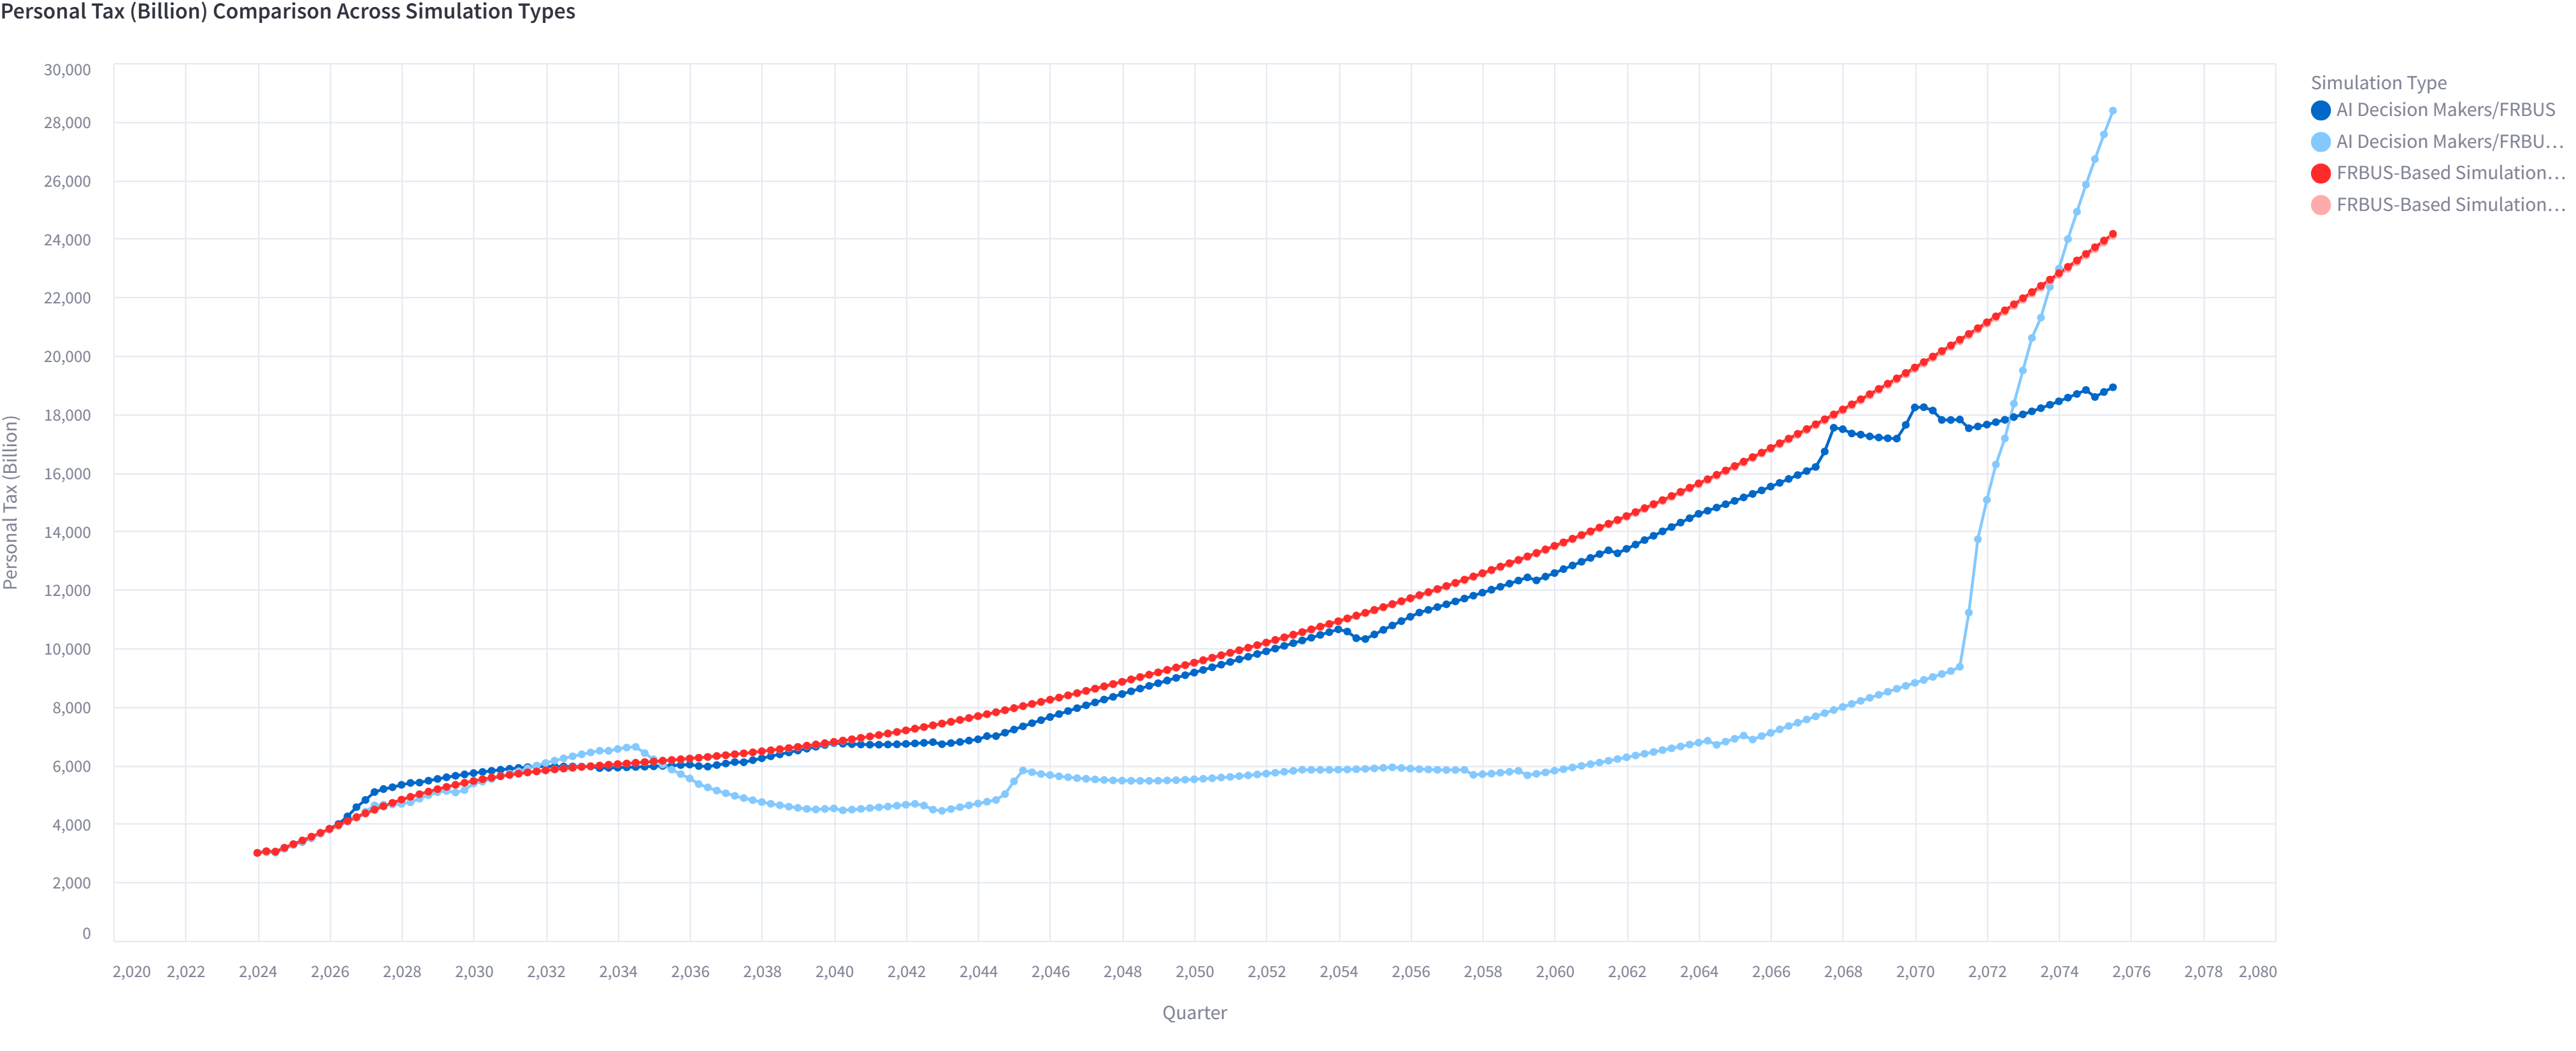 Personal Tax (Billion) Comparison Across Simulation Types
30,000
28,000
26,000
24,000
22,000
20,000
18,000
16,000
14,000
12,000
10,000
8,000
6,000
4,000
2,000
0
Personal Tax (Billion)
2,020 2,022 2,024 2,026 2,028 2,030 2,032 2,034 2,036 2,038 2,040 2,042 2,044 2,046 2,048 2,050 2,052 2,054 2,056 2,058 2,060 2,062 2,064 2,066 2,068 2,070 2,072 2,074 2,076 2,078 2,080
Quarter
Simulation Type
AI Decision Makers/FRBUS
AI Decision Makers/FRBU…
FRBUS-Based Simulation…
FRBUS-Based Simulation…